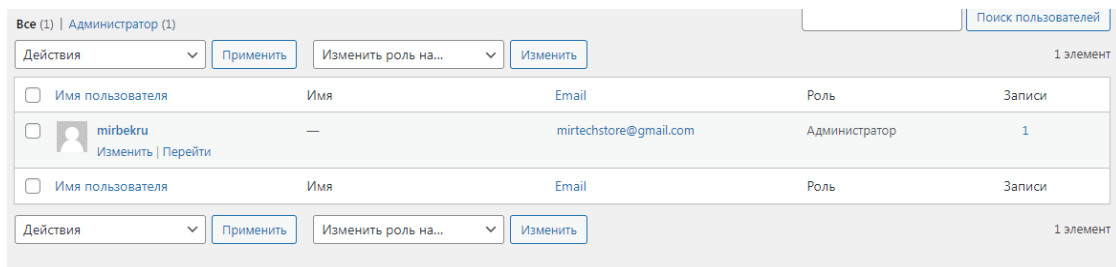 Все (1) | Администратор (1)
Поиск пользователей
Действия Применить Изменить роль на... Изменить 1 элемент
Имя пользователя Имя Email Роль Записи
mirbekru — mirtechstore@gmail.com Администратор 1
Изменить | Перейти
Имя пользователя Имя Email Роль Записи
Действия Применить Изменить роль на... Изменить 1 элемент